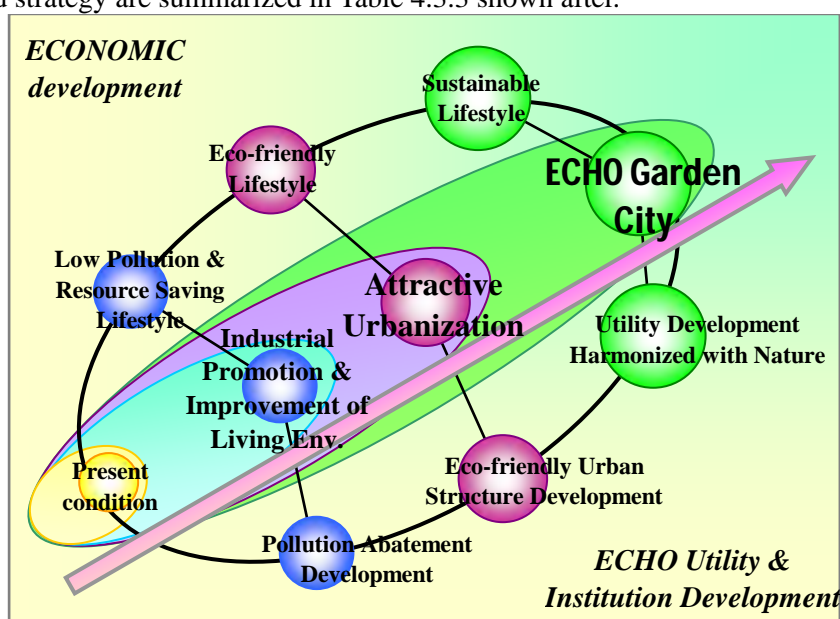 d strategy are summarized in Table 4.3.3 shown after.
ECONOMIC
development
Sustainable
Lifestyle
Eco-friendly
Lifestyle
ECHO Garden
City
Low Pollution &
Resource Saving
Lifestyle
Attractive
Urbanization
Industrial
Promotion &
Improvement of
Living Env.
Utility Development
Harmonized with Nature
Present
condition
Eco-friendly Urban
Structure Development
Pollution Abatement
Development
ECHO Utility &
Institution Development